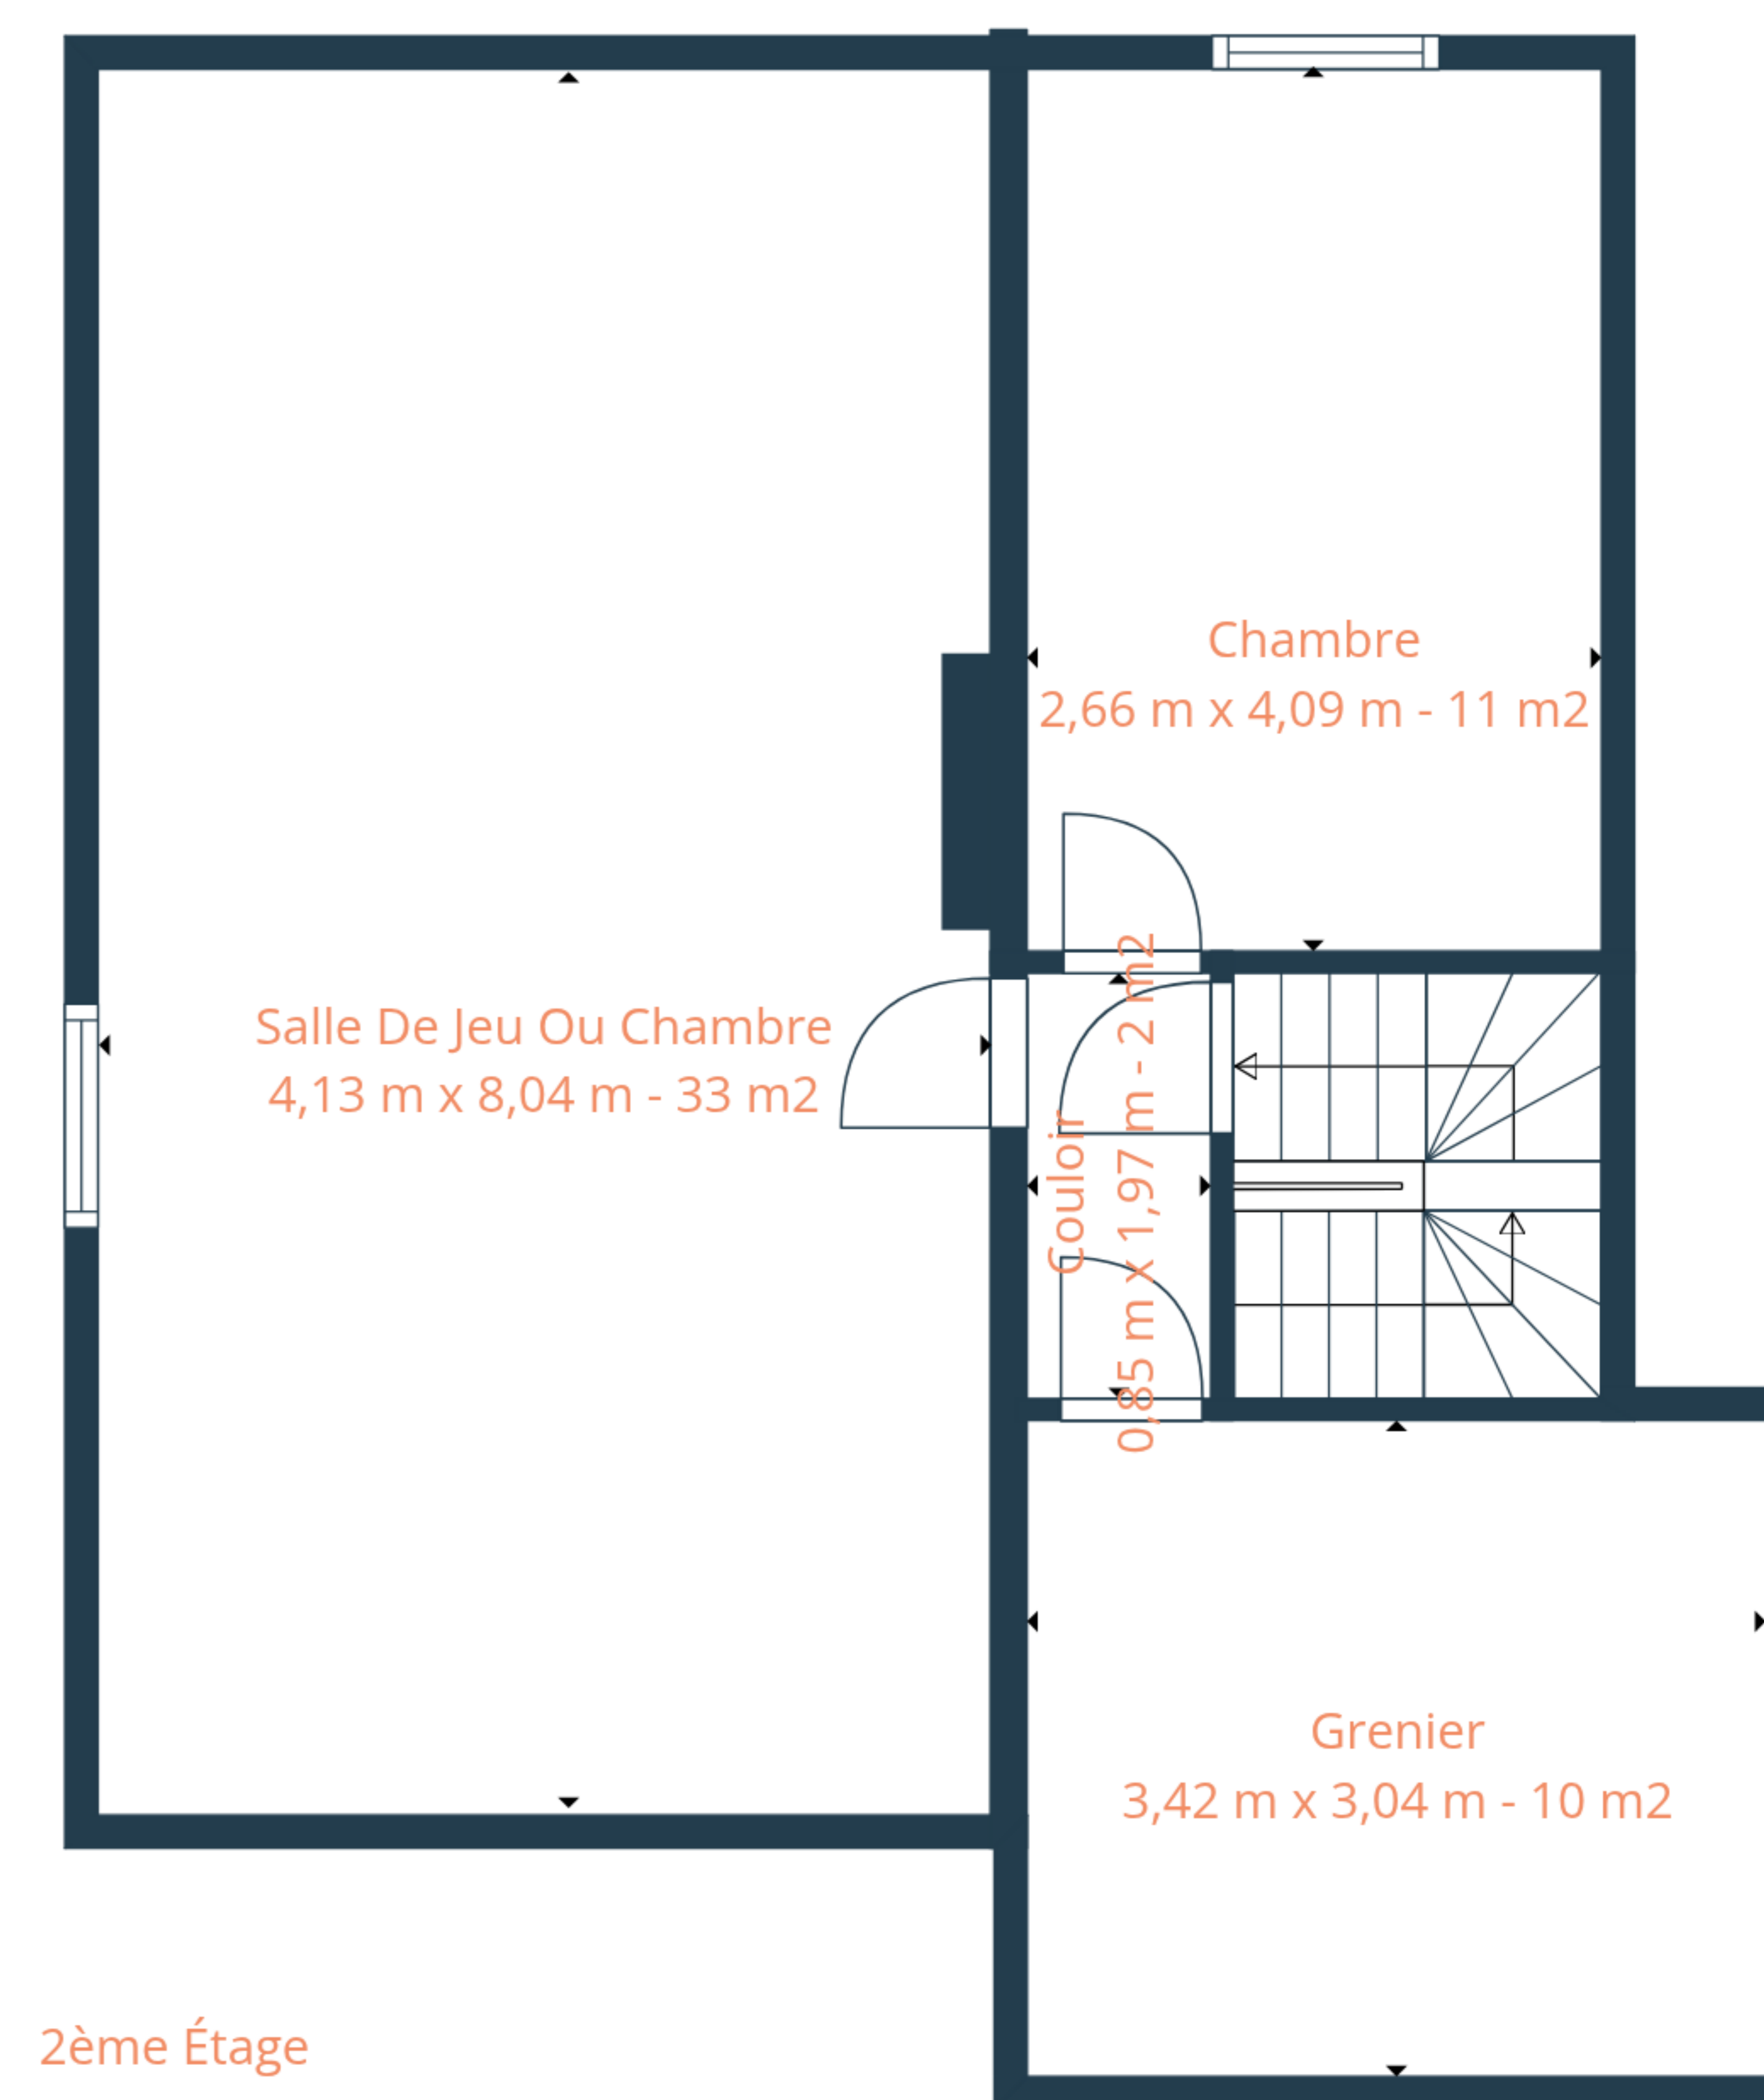 Chambre
2,66 m x 4,09 m - 11 m2
Salle De Jeu Ou Chambre
4,13 m x 8,04 m - 33 m2
Couloir
0,85 m x 1,97 m - 2 m2
Grenier
3,42 m x 3,04 m - 10 m2
2ème Étage